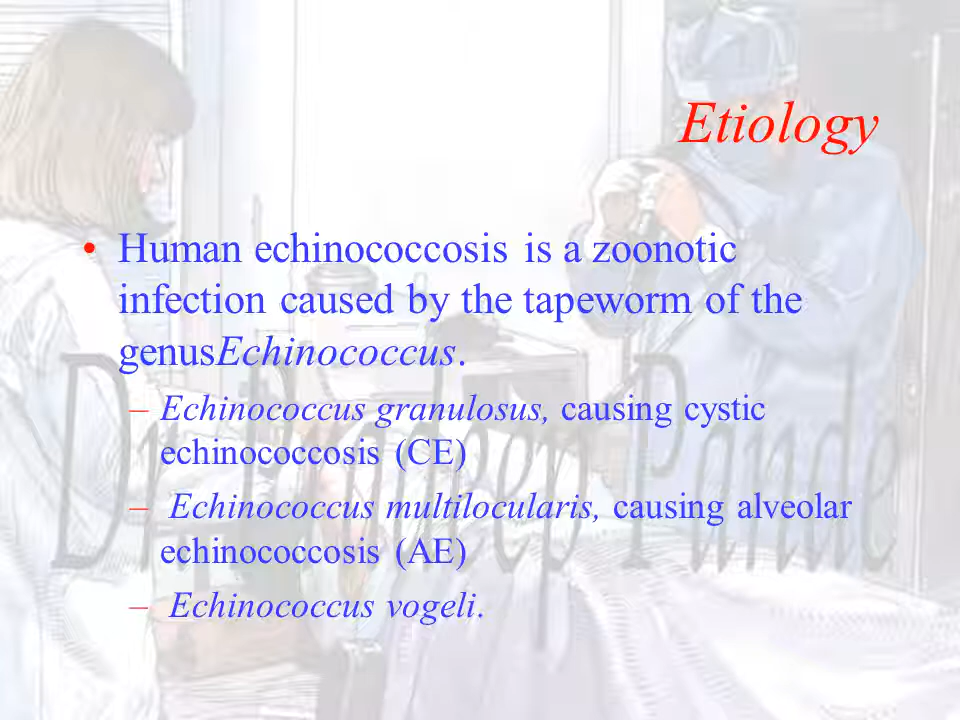 Etiology
• Human echinococcosis is a zoonotic
infection caused by the tapeworm of the
genusEchinococcus.
– Echinococcus granulosus, causing cystic
echinococcosis (CE)
– Echinococcus multilocularis, causing alveolar
echinococcosis (AE)
– Echinococcus vogeli.